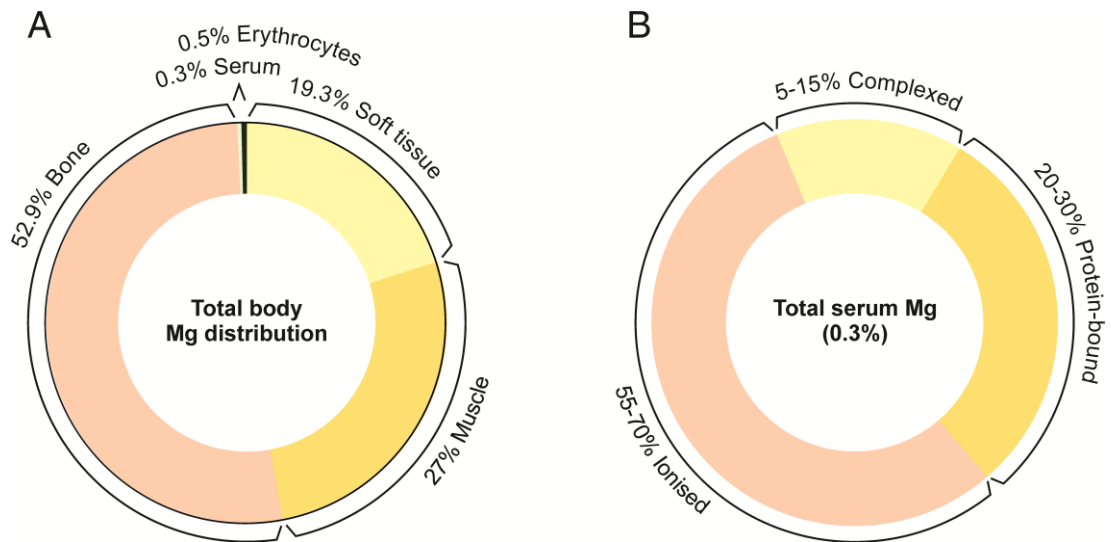 A
0.5% Erythrocytes
0.3% Serum
19.3% Soft tissue
52.9% Bone
27% Muscle
Total body
Mg distribution
B
5-15% Complexed
20-30% Protein-bound
55-70% Ionised
Total serum Mg
(0.3%)